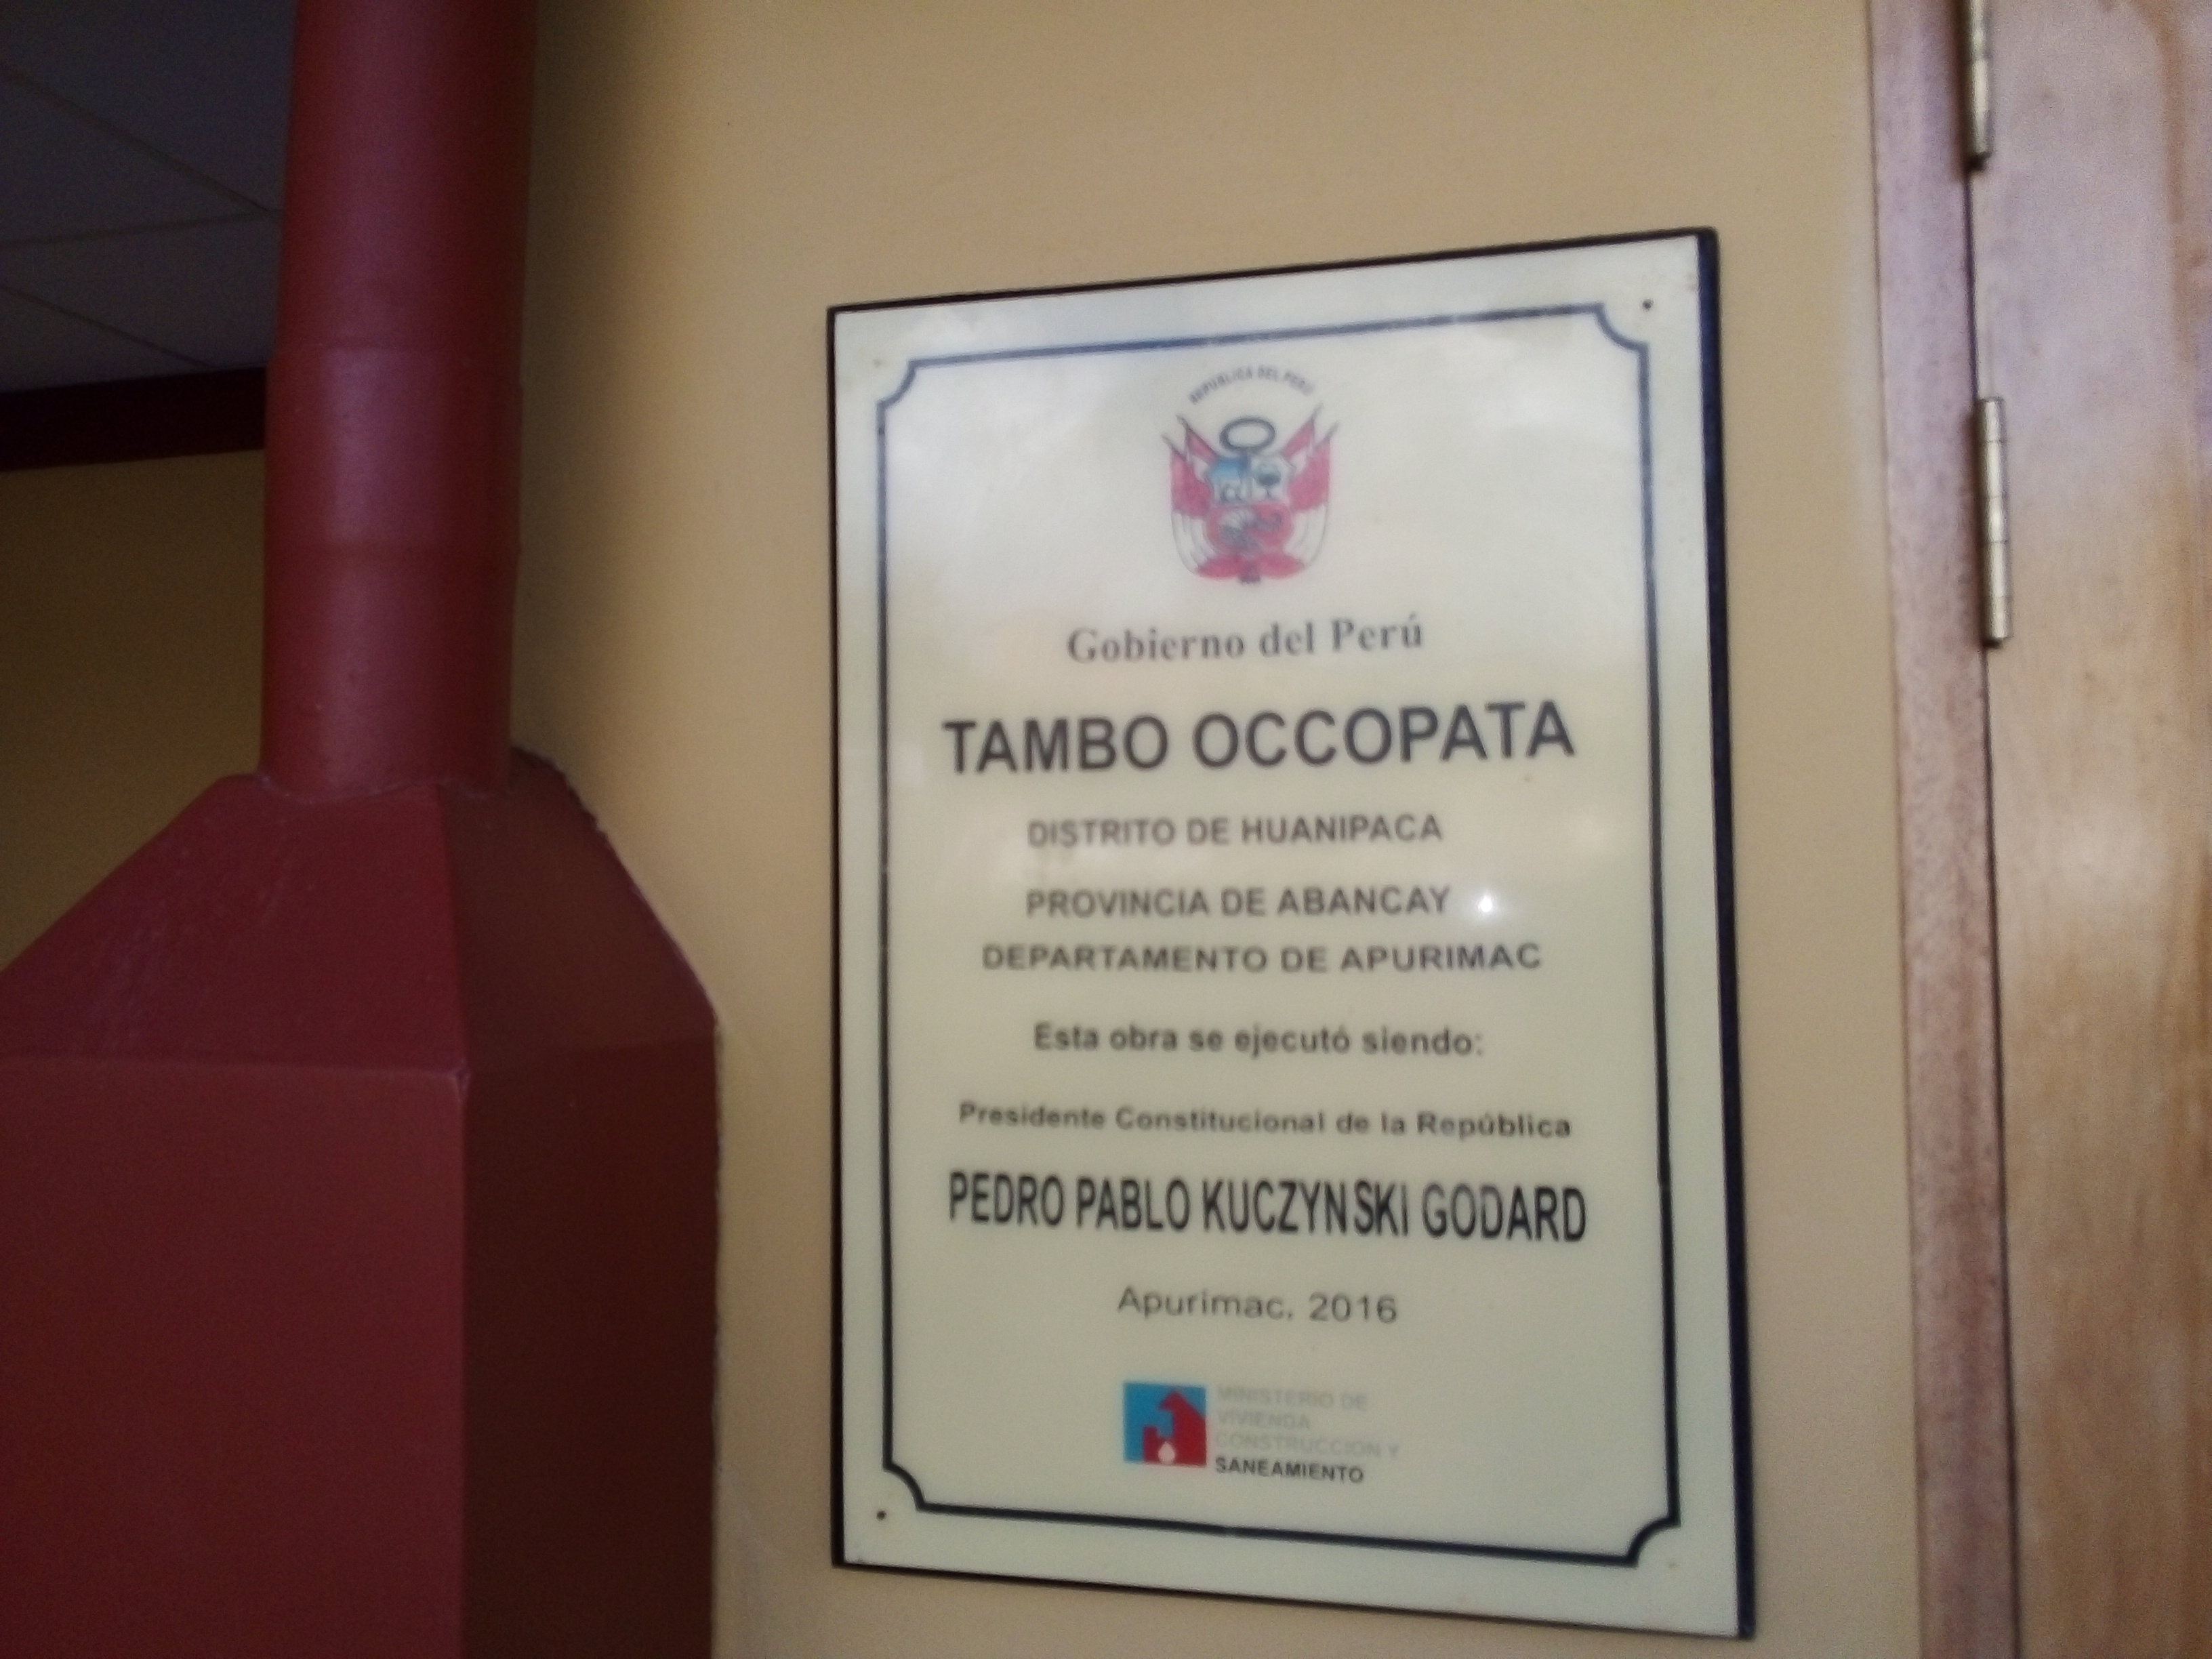 REPÚBLICA DEL PERÚ
Gobierno del Perú
TAMBO OCCOPATA
DISTRITO DE HUANIPACA
PROVINCIA DE ABANCAY
DEPARTAMENTO DE APURIMAC
Esta obra se ejecutó siendo:
Presidente Constitucional de la República
PEDRO PABLO KUCZYNSKI GODARD
Apurimac, 2016
MINISTERIO DE
VIVIENDA
CONSTRUCCION Y
SANEAMIENTO